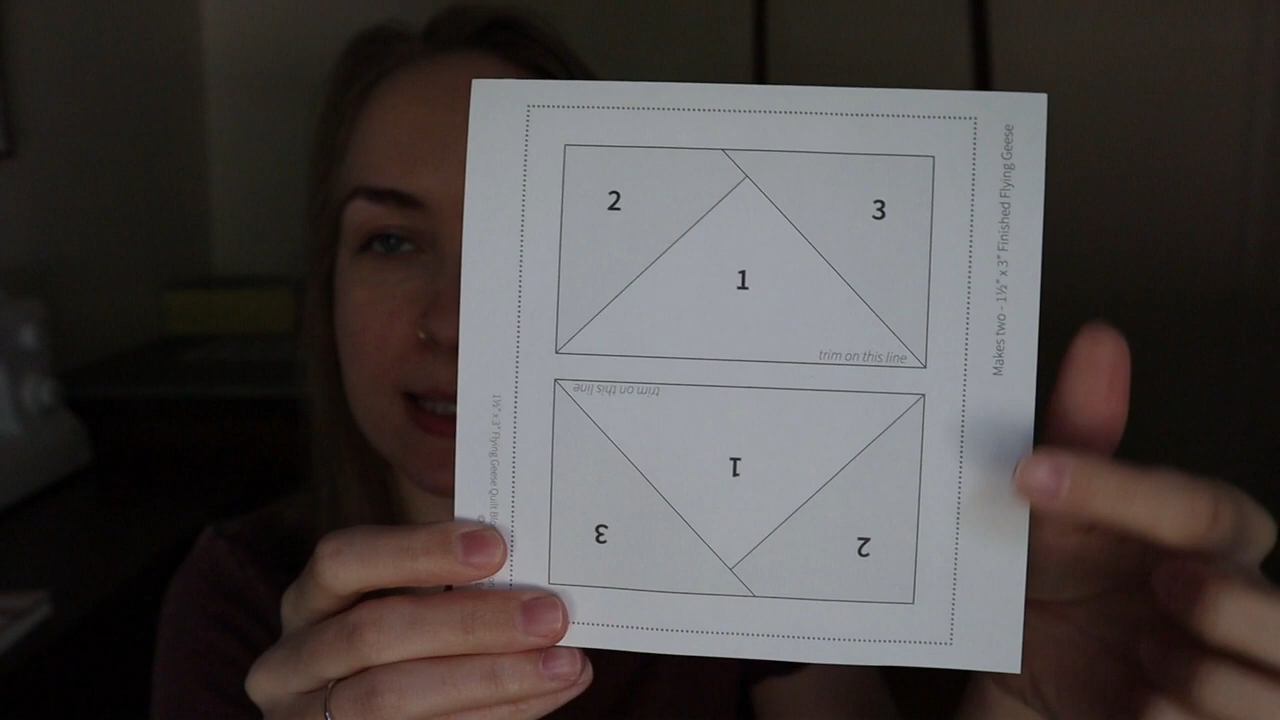 2
3
1
trim on this line
trim on this line
1
3
2
Makes two - 1½" x 3" Finished Flying Geese
1½" x 3" Flying Geese Quilt